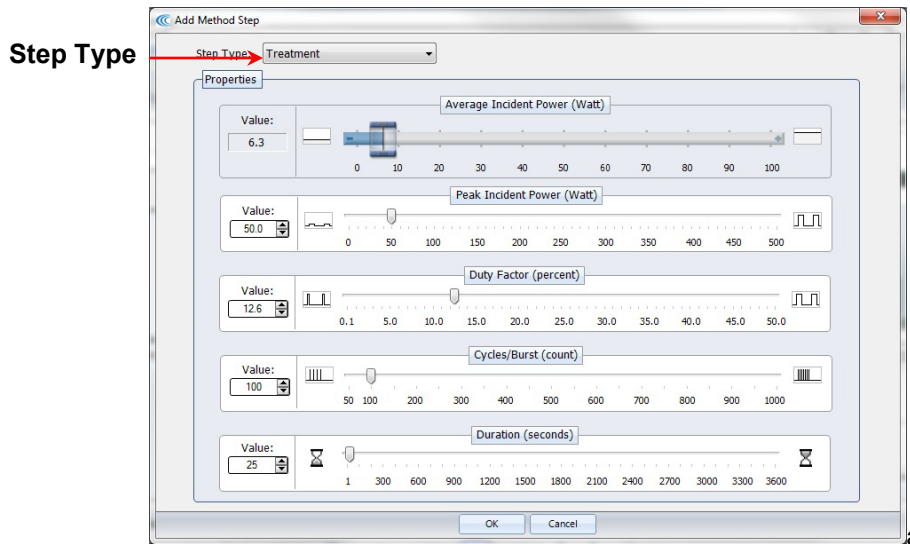 Add Method Step
Step Type
Step Type: Treatment
Properties
Average Incident Power (Watt)
Value:
6.3
0 10 20 30 40 50 60 70 80 90 100
Peak Incident Power (Watt)
Value:
50.0
0 50 100 150 200 250 300 350 400 450 500
Duty Factor (percent)
Value:
12.6
0.1 5.0 10.0 15.0 20.0 25.0 30.0 35.0 40.0 45.0 50.0
Cycles/Burst (count)
Value:
100
50 100 200 300 400 500 600 700 800 900 1000
Duration (seconds)
Value:
25
1 300 600 900 1200 1500 1800 2100 2400 2700 3000 3300 3600
OK Cancel